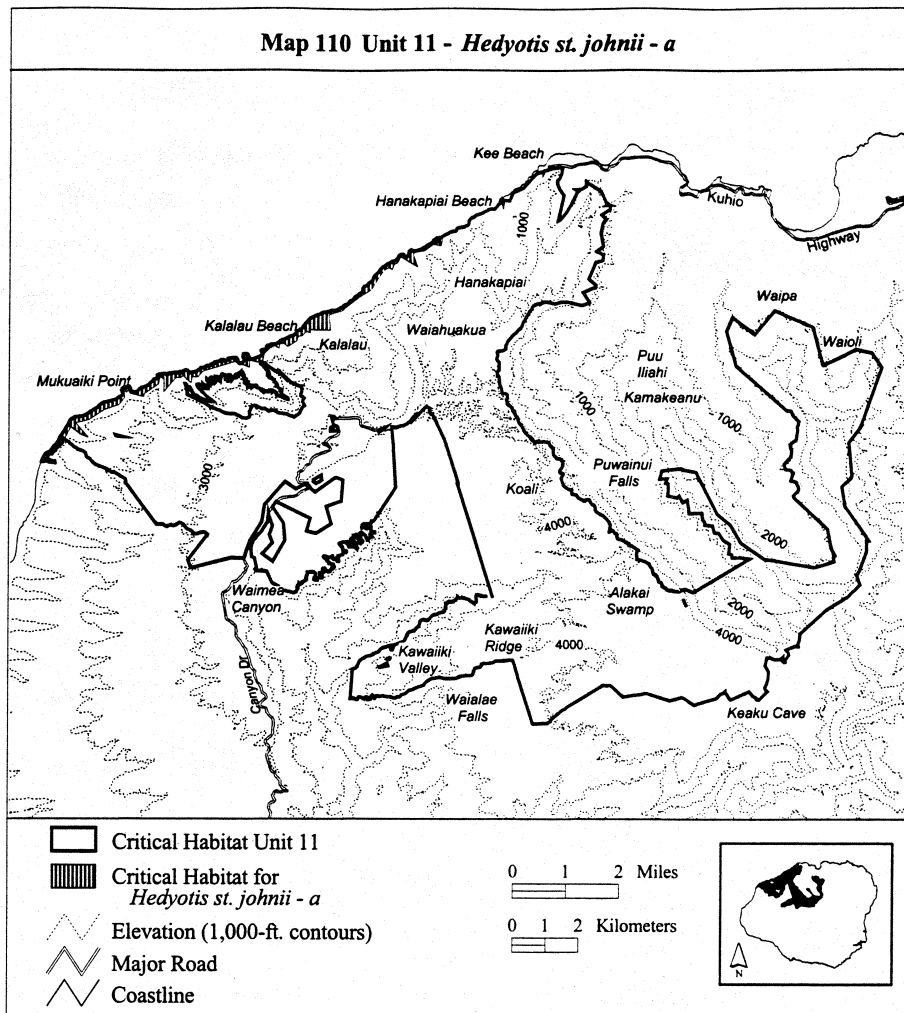 Map 110 Unit 11 - Hedyotis st. johnii - a
Kee Beach
Hanakapiai Beach
Kuhio
Highway
1000
Hanakapiai
Waipa
Kalalau Beach
Waiahuakua
Kalalau
Waioli
Puu
Iliahi
Mukuaiki Point
Kamakeanu
1000
1000
3000
Puwainui
Falls
Koali
4000
2000
Waimea
Canyon
Alakai
Swamp
2000
4000
Kawaiiki
Valley
Kawaiiki
Ridge
4000
Canyon Dr
Waialae
Falls
Keaku Cave
Critical Habitat Unit 11
Critical Habitat for
Hedyotis st. johnii - a
Elevation (1,000-ft. contours)
Major Road
Coastline
0 1 2 Miles
0 1 2 Kilometers
N